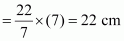 = 22/7 × (7) = 22 cm